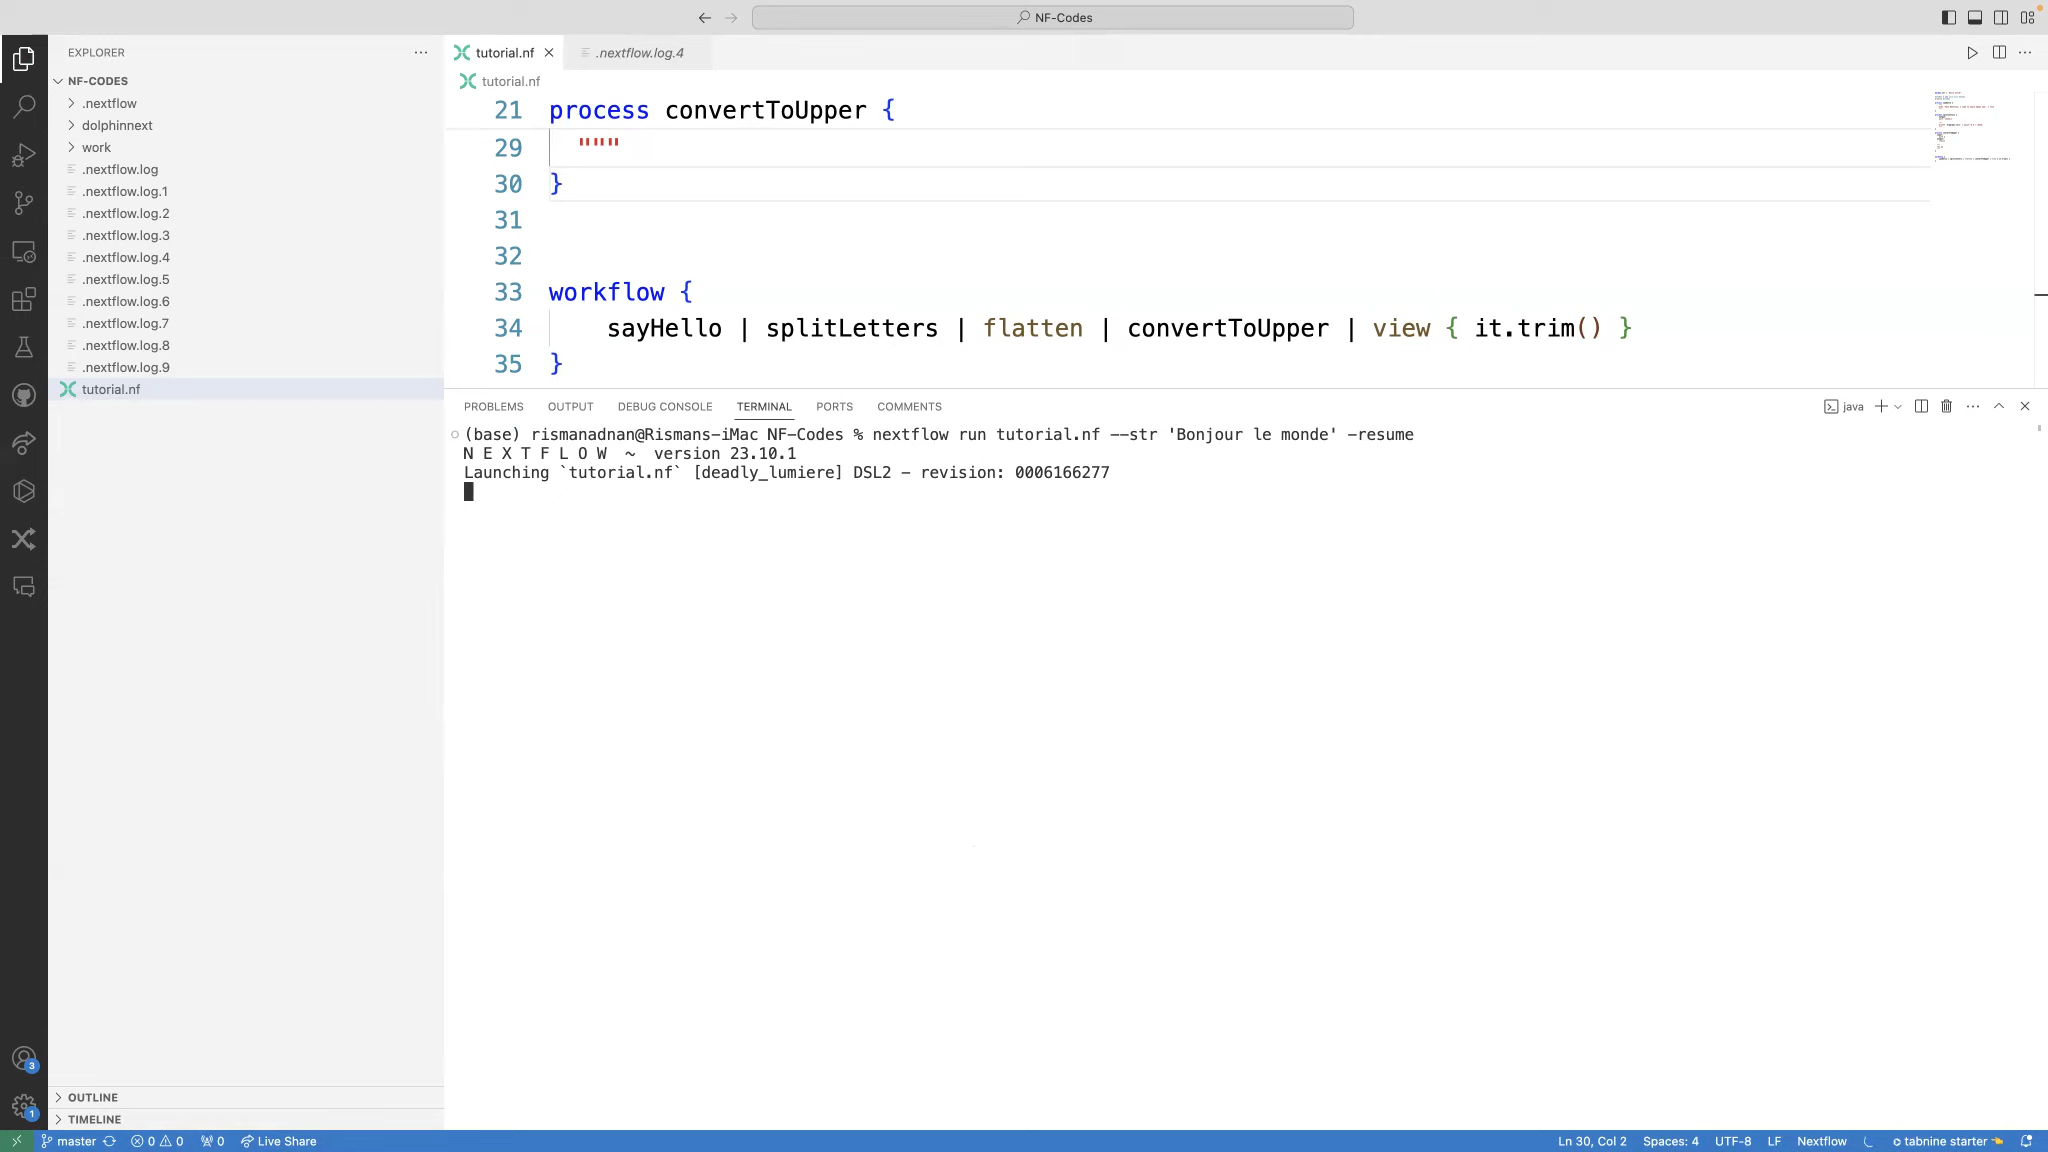 NF-Codes
EXPLORER
NF-CODES
.nextflow
dolphinnext
work
.nextflow.log
.nextflow.log.1
.nextflow.log.2
.nextflow.log.3
.nextflow.log.4
.nextflow.log.5
.nextflow.log.6
.nextflow.log.7
.nextflow.log.8
.nextflow.log.9
tutorial.nf
OUTLINE
TIMELINE
tutorial.nf
.nextflow.log.4
tutorial.nf
21 process convertToUpper {
29 """
30 }
31
32
33 workflow {
34 sayHello | splitLetters | flatten | convertToUpper | view { it.trim() }
35 }
PROBLEMS OUTPUT DEBUG CONSOLE TERMINAL PORTS COMMENTS java
(base) rismanadnan@Rismans-iMac NF-Codes % nextflow run tutorial.nf --str 'Bonjour le monde' -resume
N E X T F L O W ~ version 23.10.1
Launching `tutorial.nf` [deadly_lumiere] DSL2 - revision: 0006166277
3
1
master 0 0 0 Live Share Ln 30, Col 2 Spaces: 4 UTF-8 LF Nextflow tabnine starter